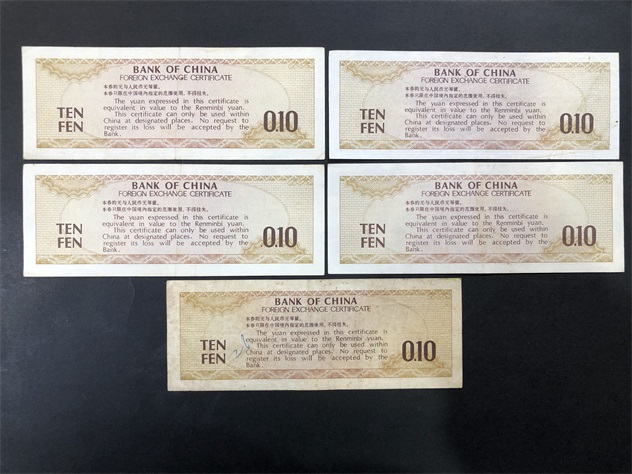 BANK OF CHINA
FOREIGN EXCHANGE CERTIFICATE
本券的元与人民币元等值。
本券只限在中国境内指定的范围使用，不得挂失。
The yuan expressed in this certificate is
equivalent in value to the Renminbi yuan.
This certificate can only be used within
China at designated places. No request to
register its loss will be accepted by the
Bank.
TEN
FEN
0.10
BANK OF CHINA
FOREIGN EXCHANGE CERTIFICATE
本券的元与人民币元等值。
本券只限在中国境内指定的范围使用，不得挂失。
The yuan expressed in this certificate is
equivalent in value to the Renminbi yuan.
This certificate can only be used within
China at designated places. No request to
register its loss will be accepted by the
Bank.
TEN
FEN
0.10
BANK OF CHINA
FOREIGN EXCHANGE CERTIFICATE
本券的元与人民币元等值。
本券只限在中国境内指定的范围使用，不得挂失。
The yuan expressed in this certificate is
equivalent in value to the Renminbi yuan.
This certificate can only be used within
China at designated places. No request to
register its loss will be accepted by the
Bank.
TEN
FEN
0.10
BANK OF CHINA
FOREIGN EXCHANGE CERTIFICATE
本券的元与人民币元等值。
本券只限在中国境内指定的范围使用，不得挂失。
The yuan expressed in this certificate is
equivalent in value to the Renminbi yuan.
This certificate can only be used within
China at designated places. No request to
register its loss will be accepted by the
Bank.
TEN
FEN
0.10
BANK OF CHINA
FOREIGN EXCHANGE CERTIFICATE
本券的元与人民币元等值。
本券只限在中国境内指定的范围使用，不得挂失。
The yuan expressed in this certificate is
equivalent in value to the Renminbi yuan.
This certificate can only be used within
China at designated places. No request to
register its loss will be accepted by the
Bank.
TEN
FEN
0.10